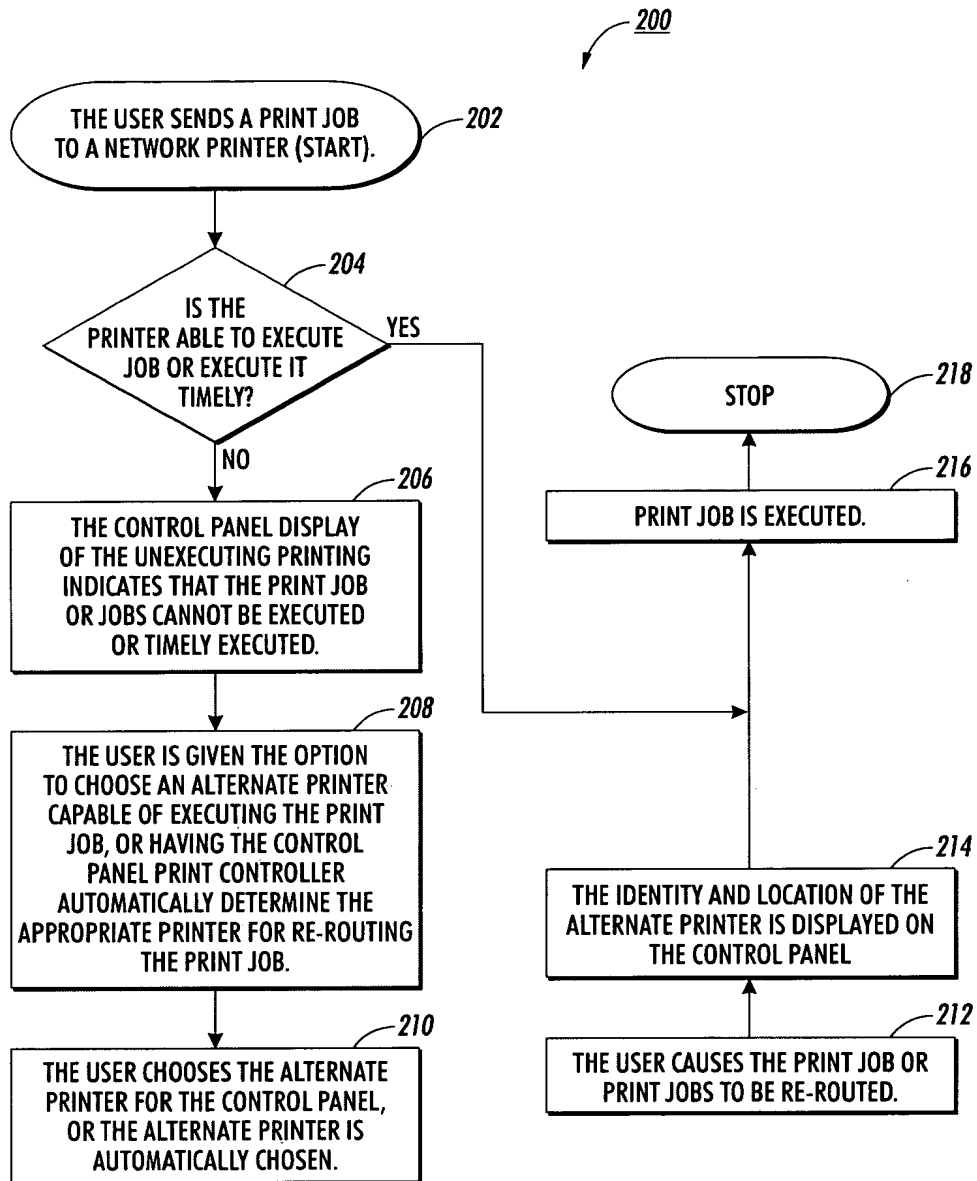 200
THE USER SENDS A PRINT JOB
TO A NETWORK PRINTER (START).
202
204
IS THE
PRINTER ABLE TO EXECUTE
JOB OR EXECUTE IT
TIMELY?
YES
NO
206
THE CONTROL PANEL DISPLAY
OF THE UNEXECUTING PRINTING
INDICATES THAT THE PRINT JOB
OR JOBS CANNOT BE EXECUTED
OR TIMELY EXECUTED.
208
THE USER IS GIVEN THE OPTION
TO CHOOSE AN ALTERNATE PRINTER
CAPABLE OF EXECUTING THE PRINT
JOB, OR HAVING THE CONTROL
PANEL PRINT CONTROLLER
AUTOMATICALLY DETERMINE THE
APPROPRIATE PRINTER FOR RE-ROUTING
THE PRINT JOB.
210
THE USER CHOOSES THE ALTERNATE
PRINTER FOR THE CONTROL PANEL,
OR THE ALTERNATE PRINTER IS
AUTOMATICALLY CHOSEN.
218
STOP
216
PRINT JOB IS EXECUTED.
214
THE IDENTITY AND LOCATION OF THE
ALTERNATE PRINTER IS DISPLAYED ON
THE CONTROL PANEL
212
THE USER CAUSES THE PRINT JOB OR
PRINT JOBS TO BE RE-ROUTED.